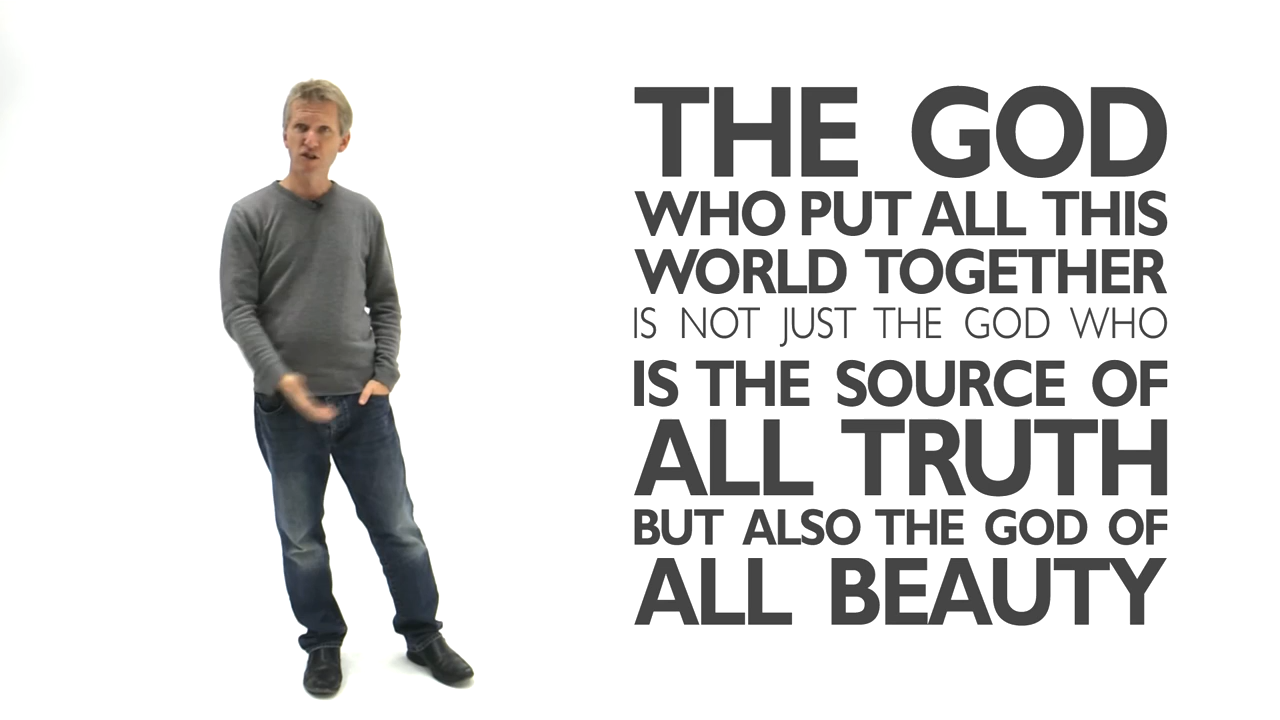 THE GOD
WHO PUT ALL THIS
WORLD TOGETHER
IS NOT JUST THE GOD WHO
IS THE SOURCE OF
ALL TRUTH
BUT ALSO THE GOD OF
ALL BEAUTY